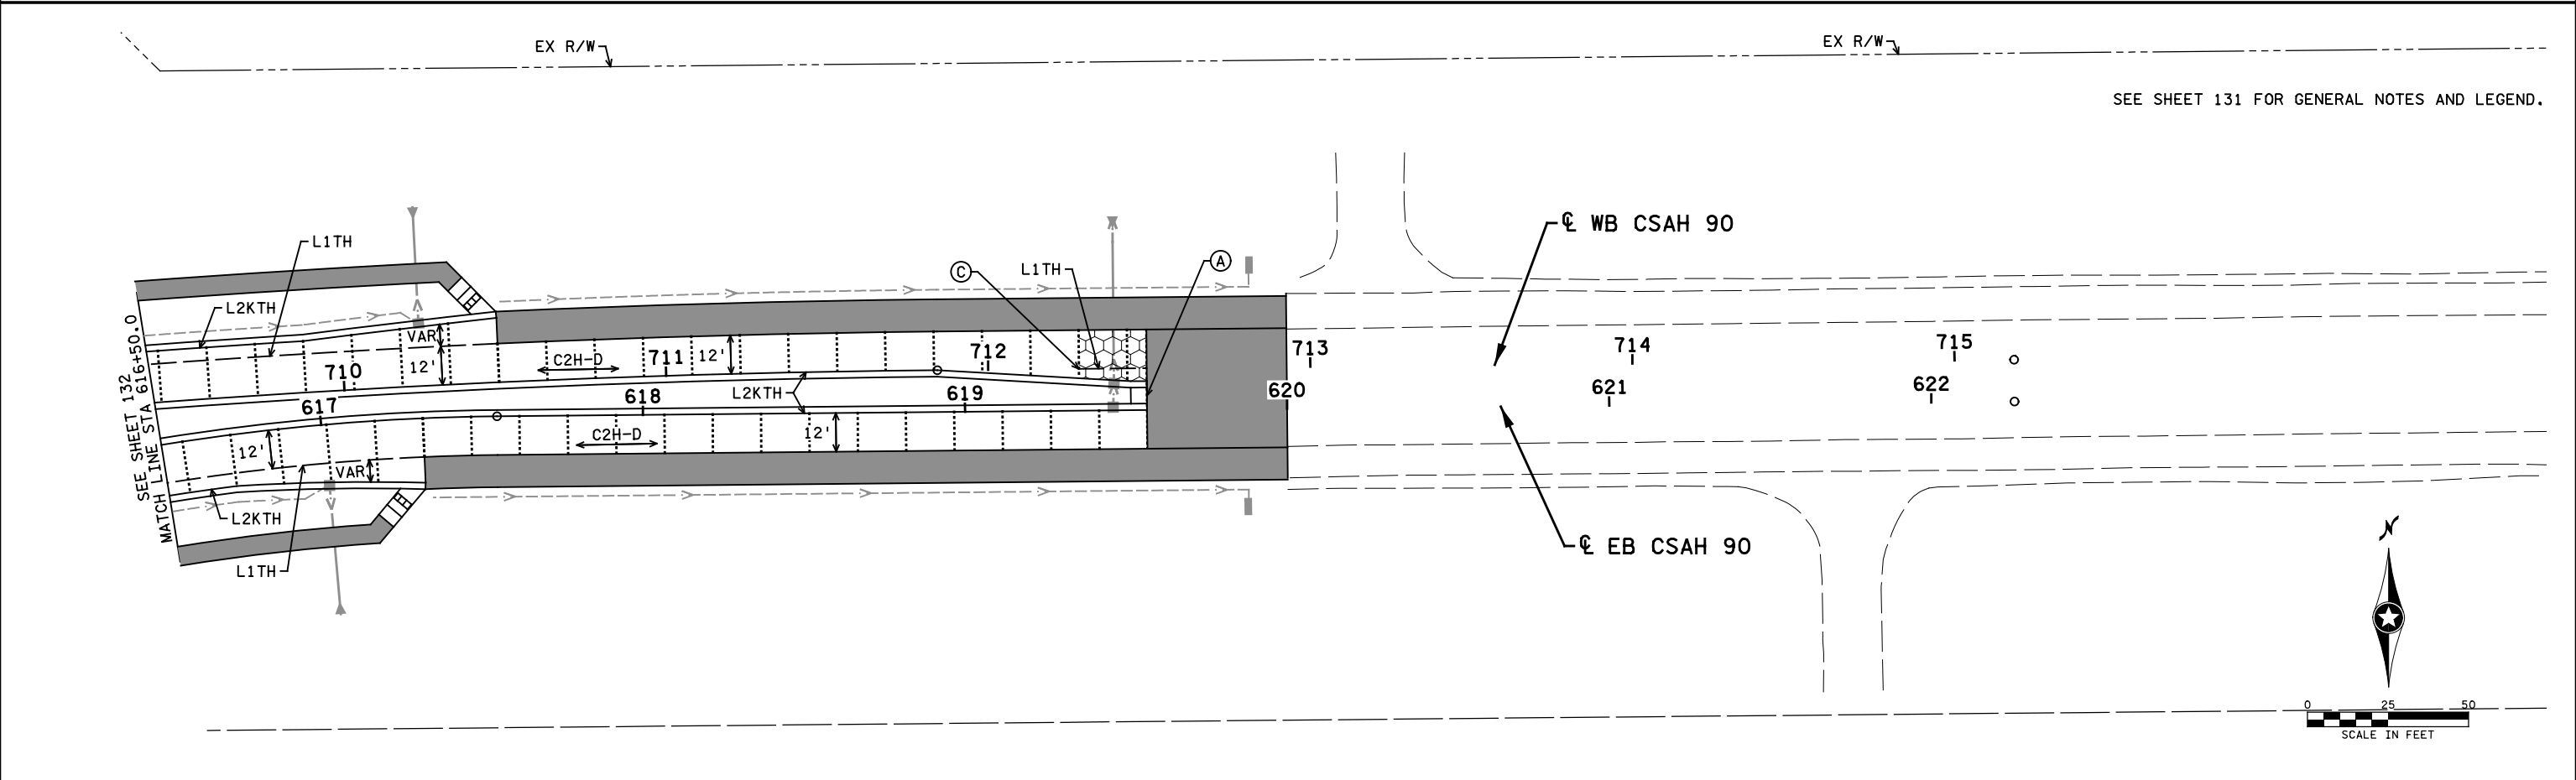 EX R/W
EX R/W
SEE SHEET 131 FOR GENERAL NOTES AND LEGEND.
℄ WB CSAH 90
L1TH
C
L1TH
A
L2KTH
VAR
12'
C2H-D
711
12'
712
713
714
715
710
12'
617
618
L2KTH
619
620
621
622
SEE SHEET 132
MATCH LINE STA 616+50.0
12'
C2H-D
12'
VAR
L2KTH
L1TH
℄ EB CSAH 90
N
0 25 50
SCALE IN FEET